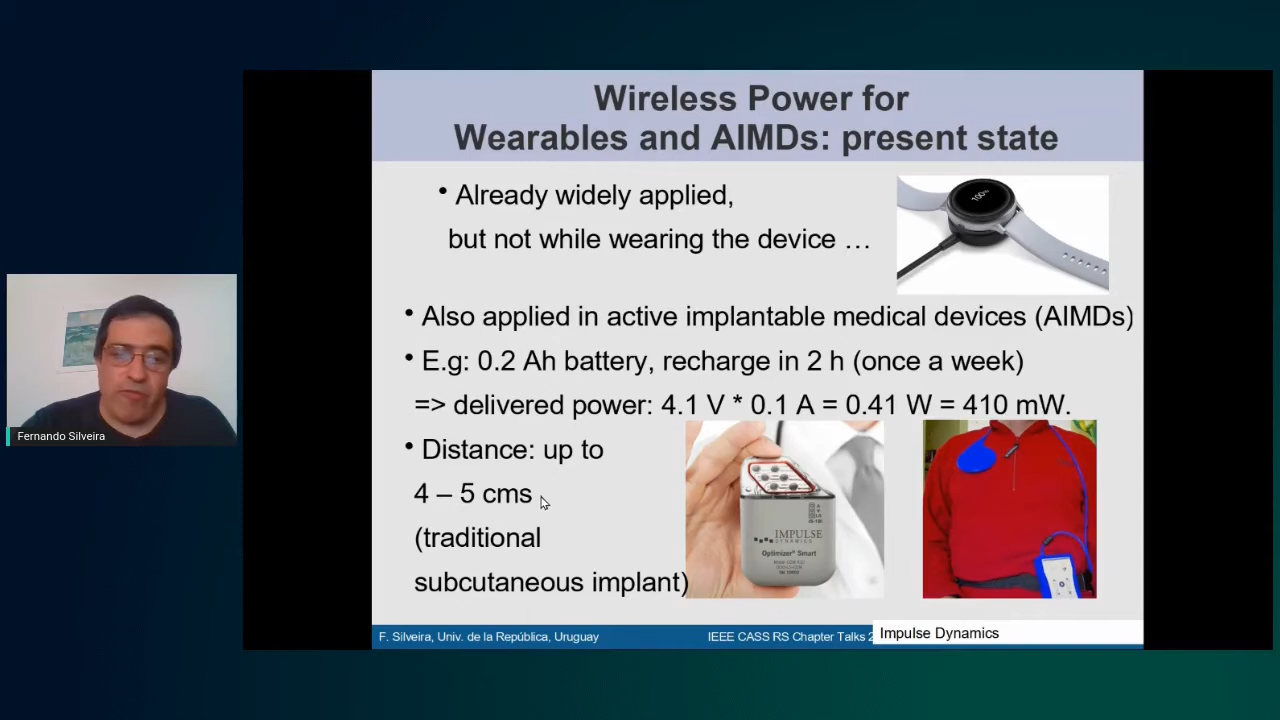 Wireless Power for
Wearables and AIMDs: present state
• Already widely applied,
but not while wearing the device …
100%
• Also applied in active implantable medical devices (AIMDs)
• E.g: 0.2 Ah battery, recharge in 2 h (once a week)
=> delivered power: 4.1 V * 0.1 A = 0.41 W = 410 mW.
• Distance: up to
4 – 5 cms
(traditional
subcutaneous implant)
IMPULSE
DYNAMICS
Optimizer® Smart
Fernando Silveira
F. Silveira, Univ. de la República, Uruguay
IEEE CASS RS Chapter Talks 2
Impulse Dynamics